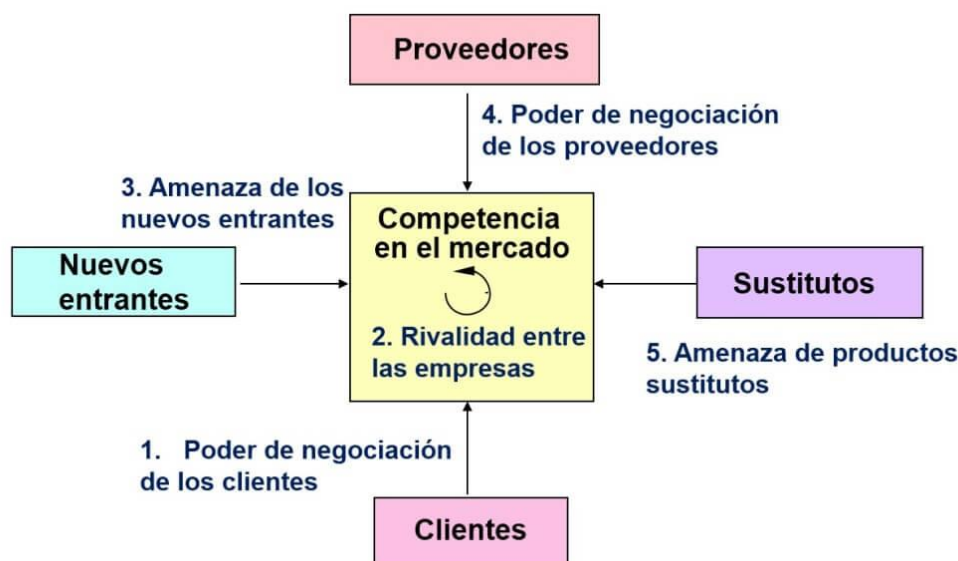 Proveedores
4. Poder de negociación
de los proveedores
3. Amenaza de los
nuevos entrantes
Competencia
en el mercado
Nuevos
entrantes
Sustitutos
2. Rivalidad entre
las empresas
5. Amenaza de productos
sustitutos
1. Poder de negociación
de los clientes
Clientes